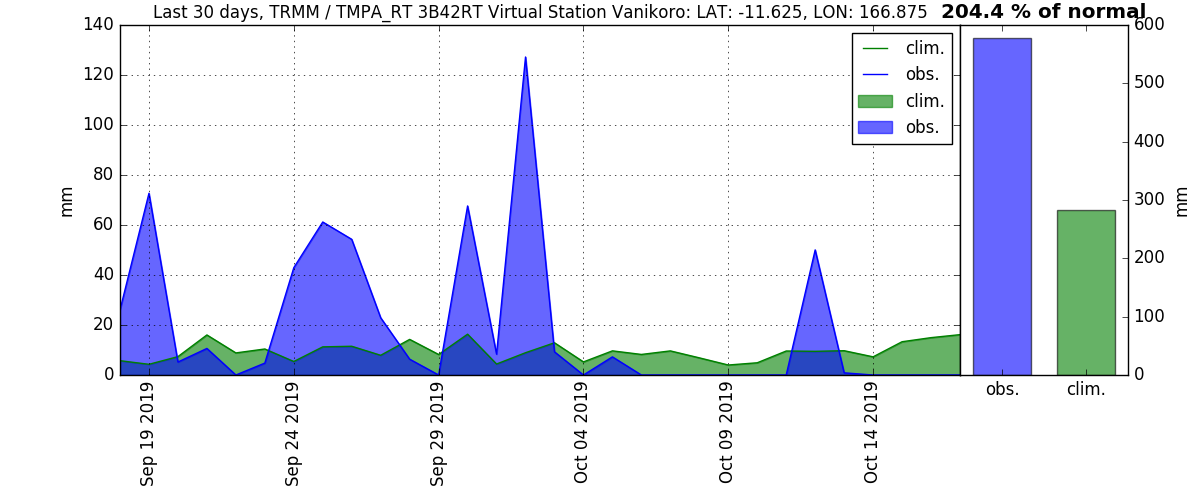 Last 30 days, TRMM / TMPA_RT 3B42RT Virtual Station Vanikoro: LAT: -11.625, LON: 166.875 204.4 % of normal
140
120
100
80
60
40
20
0
mm
clim.
obs.
clim.
obs.
Sep 19 2019
Sep 24 2019
Sep 29 2019
Oct 04 2019
Oct 09 2019
Oct 14 2019
600
500
400
300
200
100
0
mm
obs. clim.